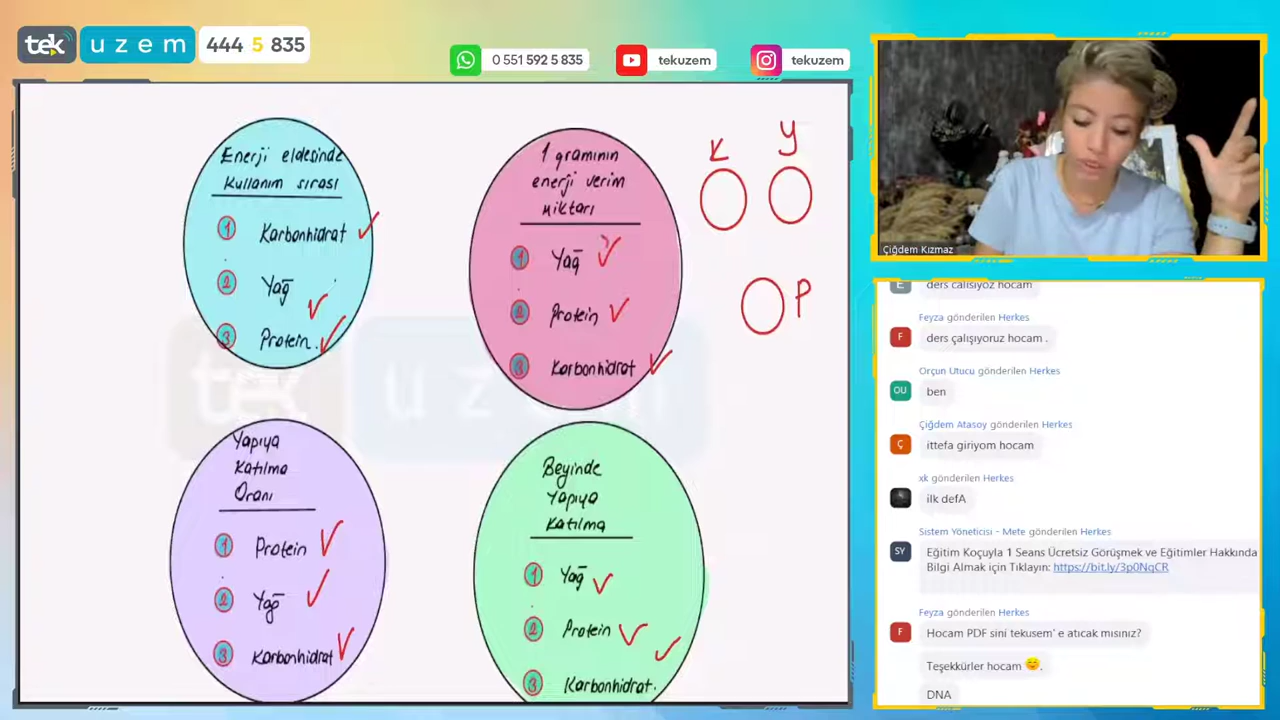 tek
uzem
444 5 835
0 551 592 5 835
tekuzem
tekuzem
Enerji eldesinde
Kullanım sırası
1 Karbonhidrat
2 Yağ
3 Protein.
1 graminin
enerji verim
miktarı
1 Yağ
2 Protein
3 Karbonhidrat
K
Y
P
Yapıya
Katılma
Oranı
1 Protein
2 Yağ
3 Karbonhidrat
Beyinde
Yapıya
Katılma
1 Yağ
2 Protein
3 Karbonhidrat.
tek uzem
Çiğdem Kızmaz
E
ders çalışıyoz hocam
Feyza gönderilen Herkes
F
ders çalışıyoruz hocam .
Orçun Utucu gönderilen Herkes
OU
ben
Çiğdem Atasoy gönderilen Herkes
Ç
ittefa giriyom hocam
xk gönderilen Herkes
ilk defA
Sistem Yöneticisi - Mete gönderilen Herkes
SY
Eğitim Koçuyla 1 Seans Ücretsiz Görüşmek ve Eğitimler Hakkında
Bilgi Almak için Tıklayın: https://bit.ly/3p0NqCR
Feyza gönderilen Herkes
F
Hocam PDF sini tekusem' e atıcak mısınız?
Teşekkürler hocam 😊.
DNA